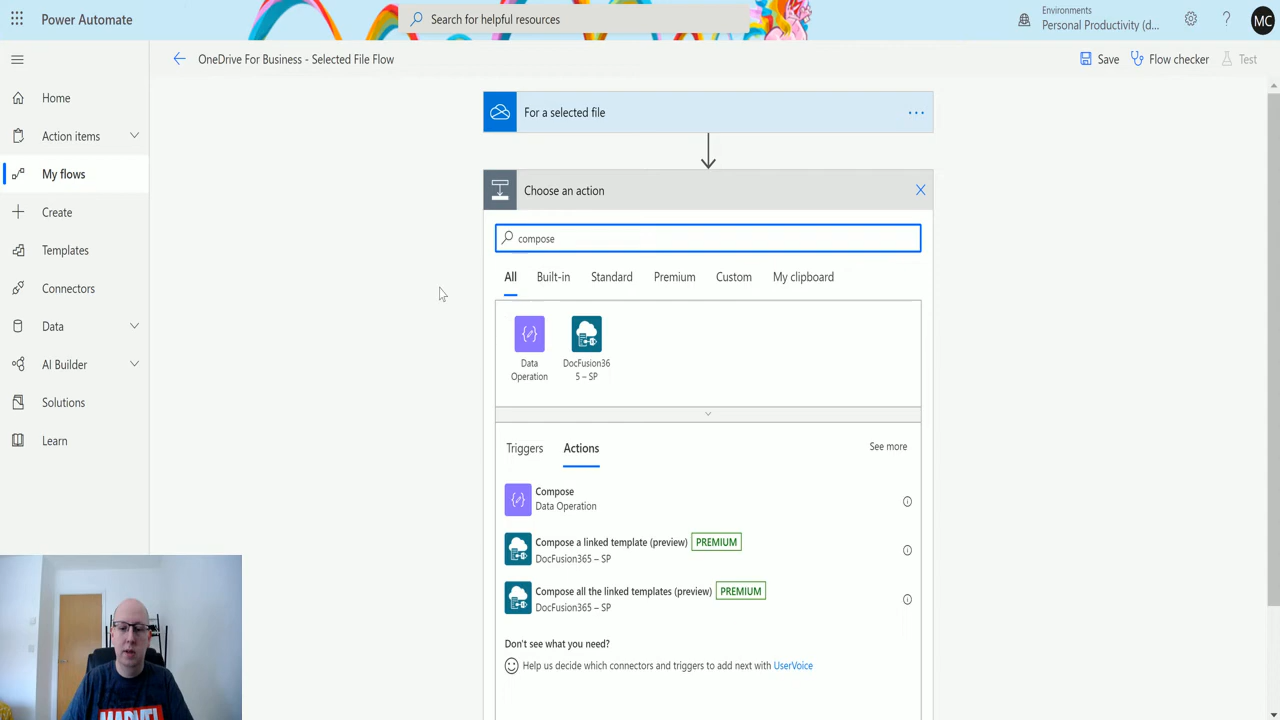 Power Automate
Search for helpful resources
Environments
Personal Productivity (d...
MC
OneDrive For Business - Selected File Flow
Save
Flow checker
Test
Home
Action items
My flows
Create
Templates
Connectors
Data
AI Builder
Solutions
Learn
For a selected file
Choose an action
compose
All
Built-in
Standard
Premium
Custom
My clipboard
Data
Operation
DocFusion36
5 – SP
Triggers
Actions
See more
Compose
Data Operation
Compose a linked template (preview) PREMIUM
DocFusion365 – SP
Compose all the linked templates (preview) PREMIUM
DocFusion365 – SP
Don't see what you need?
Help us decide which connectors and triggers to add next with UserVoice
MARVEL